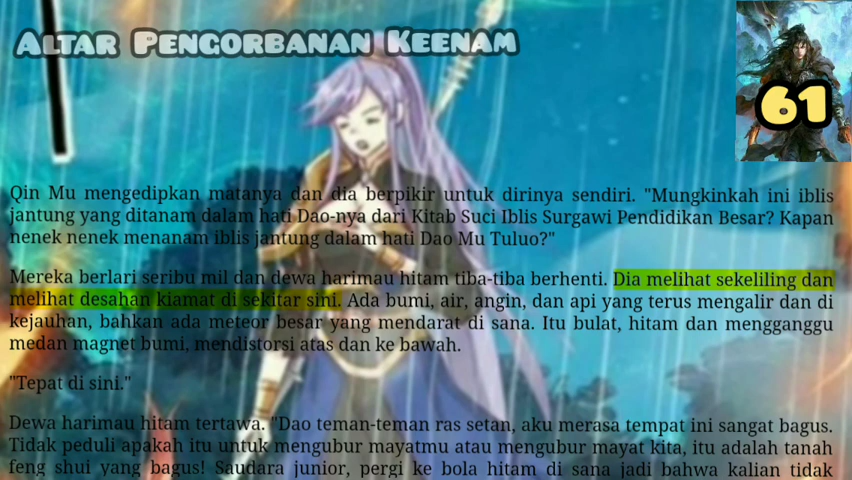 Altar Pengorbanan Keenam
61
Qin Mu mengedipkan matanya dan dia berpikir untuk dirinya sendiri. "Mungkinkah ini iblis
jantung yang ditanam dalam hati Dao-nya dari Kitab Suci Iblis Surgawi Pendidikan Besar? Kapan
nenek nenek menanam iblis jantung dalam hati Dao Mu Tuluo?"
Mereka berlari seribu mil dan dewa harimau hitam tiba-tiba berhenti. Dia melihat sekeliling dan
melihat desahan kiamat di sekitar sini. Ada bumi, air, angin, dan api yang terus mengalir dan di
kejauhan, bahkan ada meteor besar yang mendarat di sana. Itu bulat, hitam dan mengganggu
medan magnet bumi, mendistorsi atas dan ke bawah.
"Tepat di sini."
Dewa harimau hitam tertawa. "Dao teman-teman ras setan, aku merasa tempat ini sangat bagus.
Tidak peduli apakah itu untuk mengubur mayatmu atau mengubur mayat kita, itu adalah tanah
feng shui yang bagus! Saudara junior, pergi ke bola hitam di sana jadi bahwa kalian tidak